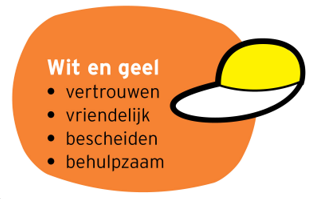 Wit en geel
• vertrouwen
• vriendelijk
• bescheiden
• behulpzaam